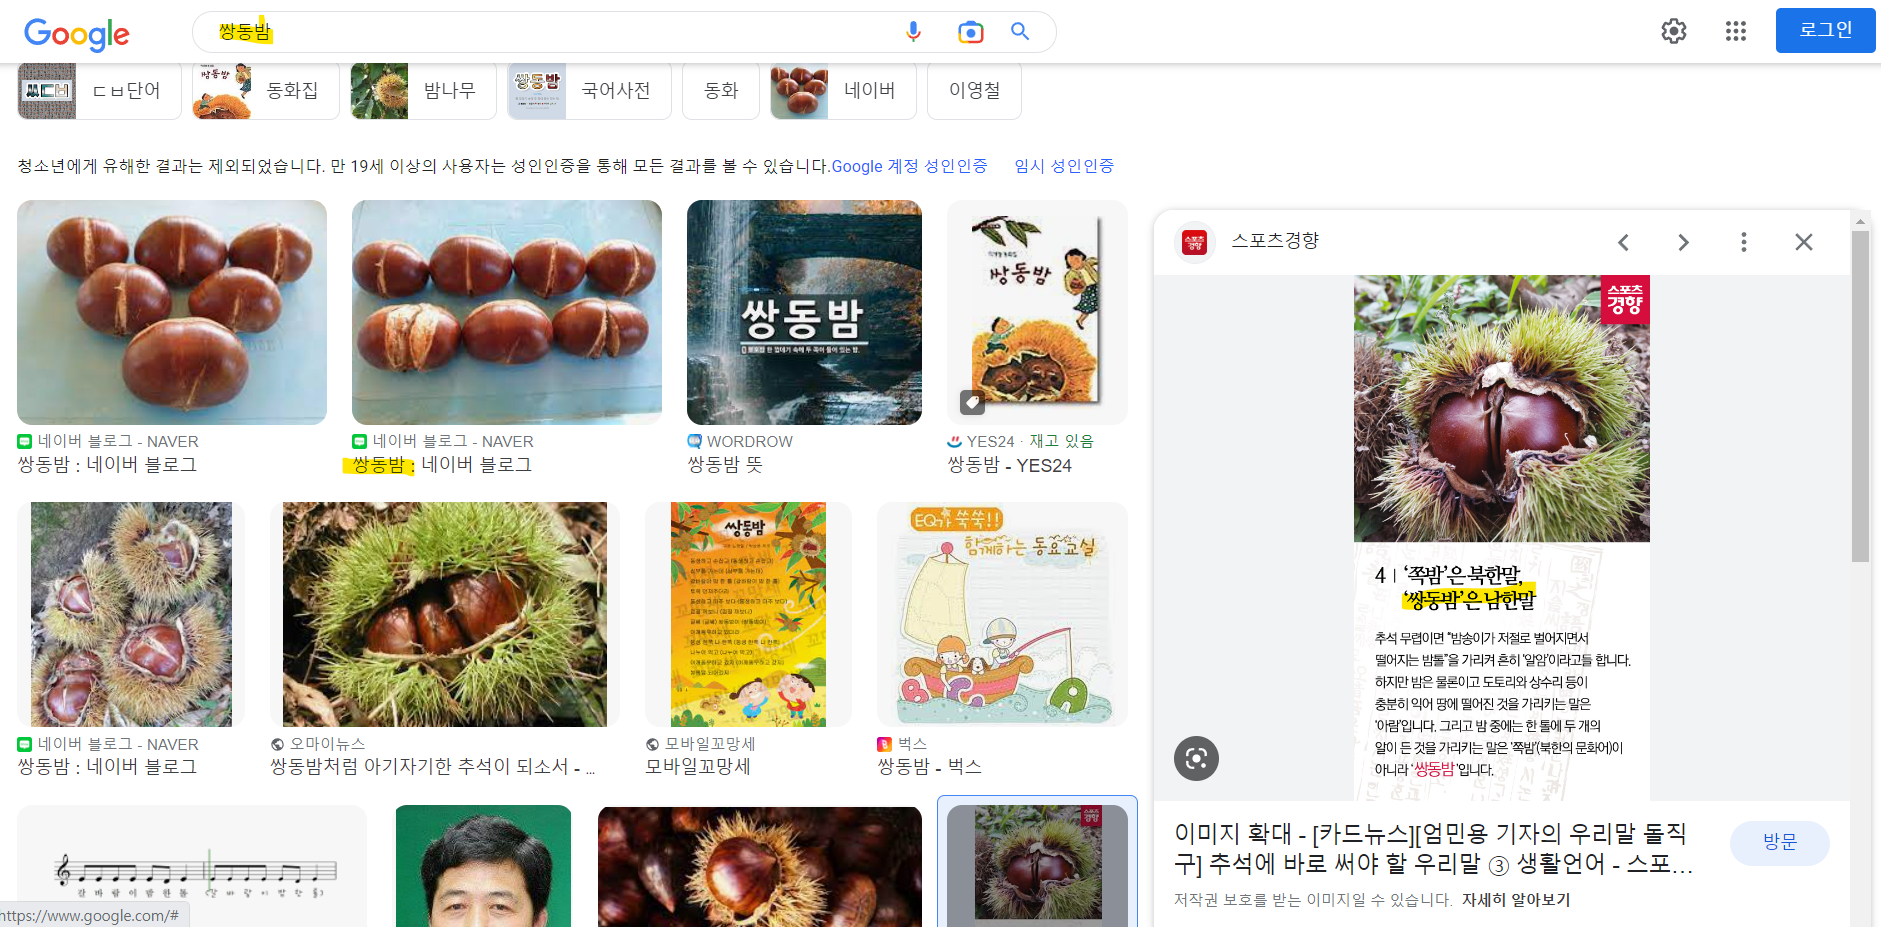 Google
쌍동밤
로그인
ㄷㅂ단어
동화집
밤나무
국어사전
동화
네이버
이영철
청소년에게 유해한 결과는 제외되었습니다. 만 19세 이상의 사용자는 성인인증을 통해 모든 결과를 볼 수 있습니다.Google 계정 성인인증 임시 성인인증
쌍동밤
쌍동밤
네이버 블로그 - NAVER
쌍동밤 : 네이버 블로그
네이버 블로그 - NAVER
쌍동밤 : 네이버 블로그
WORDROW
쌍동밤 뜻
YES24 · 재고 있음
쌍동밤 - YES24
쌍동밤
EQ가 쑥쑥!!
함께하는 동요교실
네이버 블로그 - NAVER
쌍동밤 : 네이버 블로그
오마이뉴스
쌍동밤처럼 아기자기한 추석이 되소서 - ...
모바일꼬망세
모바일꼬망세
벅스
쌍동밤 - 벅스
https://www.google.com/#
스포츠경향
스포츠
경향
4 | ‘쪽밤’은 북한말,
‘쌍동밤’은 남한말
추석 무렵이면 “밤송이가 저절로 벌어지면서
떨어지는 밤톨”을 가리켜 흔히 ‘알암’이라고들 합니다.
하지만 밤은 물론이고 도토리와 상수리 등이
충분히 익어 땅에 떨어진 것을 가리키는 말은
‘아람’입니다. 그리고 밤 중에는 한 톨에 두 개의
알이 든 것을 가리키는 말은 ‘쪽밤’(북한의 문화어)이
아니라 ‘쌍동밤’입니다.
이미지 확대 - [카드뉴스][엄민용 기자의 우리말 돌직
구] 추석에 바로 써야 할 우리말 ③ 생활언어 - 스포...
방문
저작권 보호를 받는 이미지일 수 있습니다. 자세히 알아보기